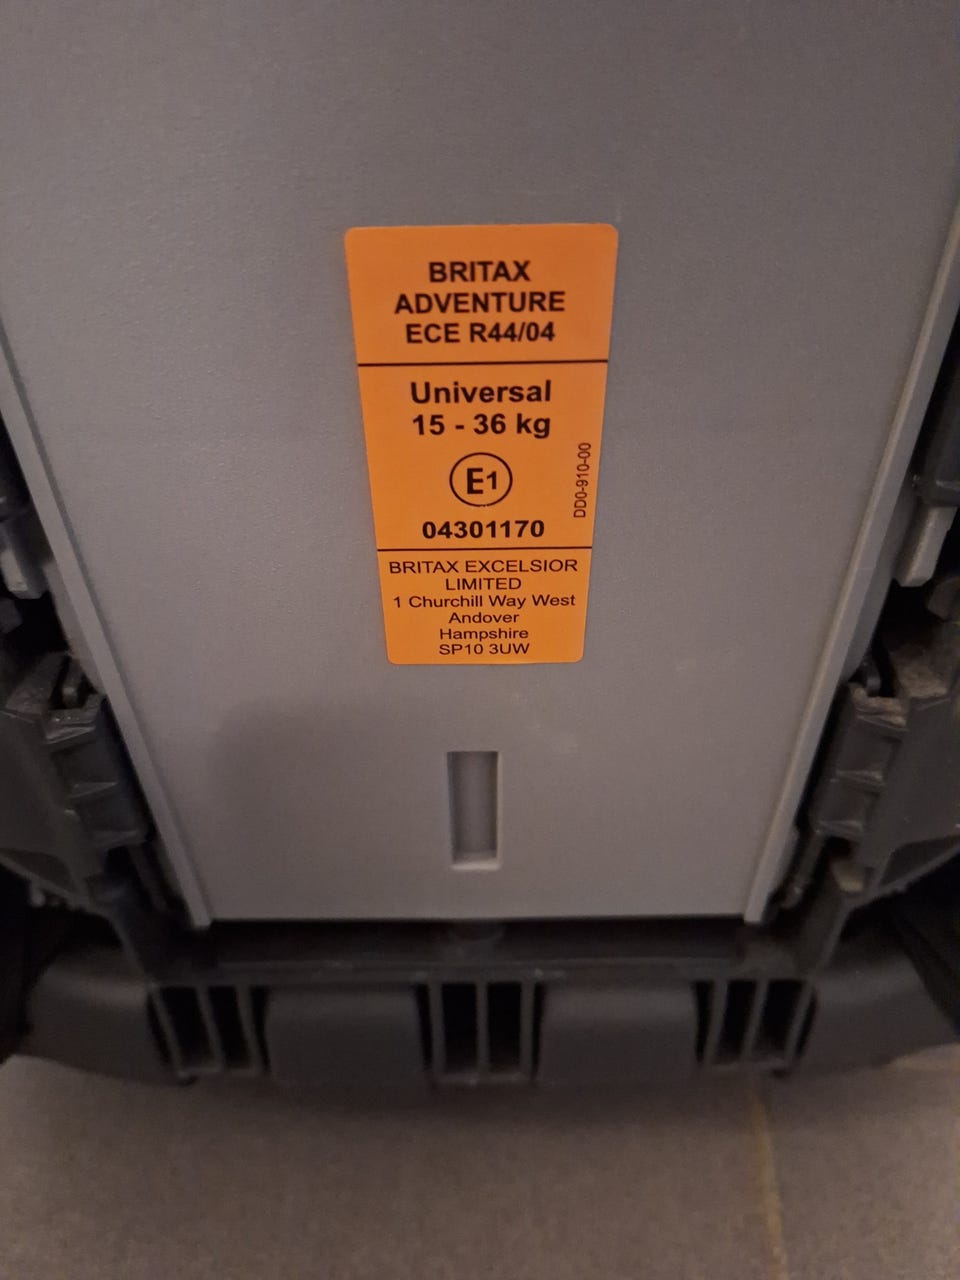 BRITAX
ADVENTURE
ECE R44/04
Universal
15 - 36 kg
E1
04301170
DD0-910-00
BRITAX EXCELSIOR
LIMITED
1 Churchill Way West
Andover
Hampshire
SP10 3UW